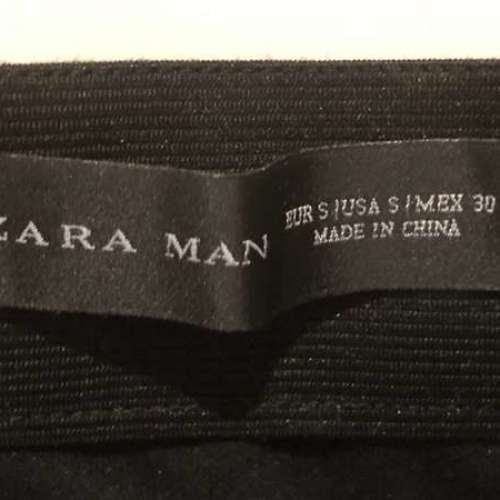 ZARA MAN
EUR S | USA S | MEX 30
MADE IN CHINA